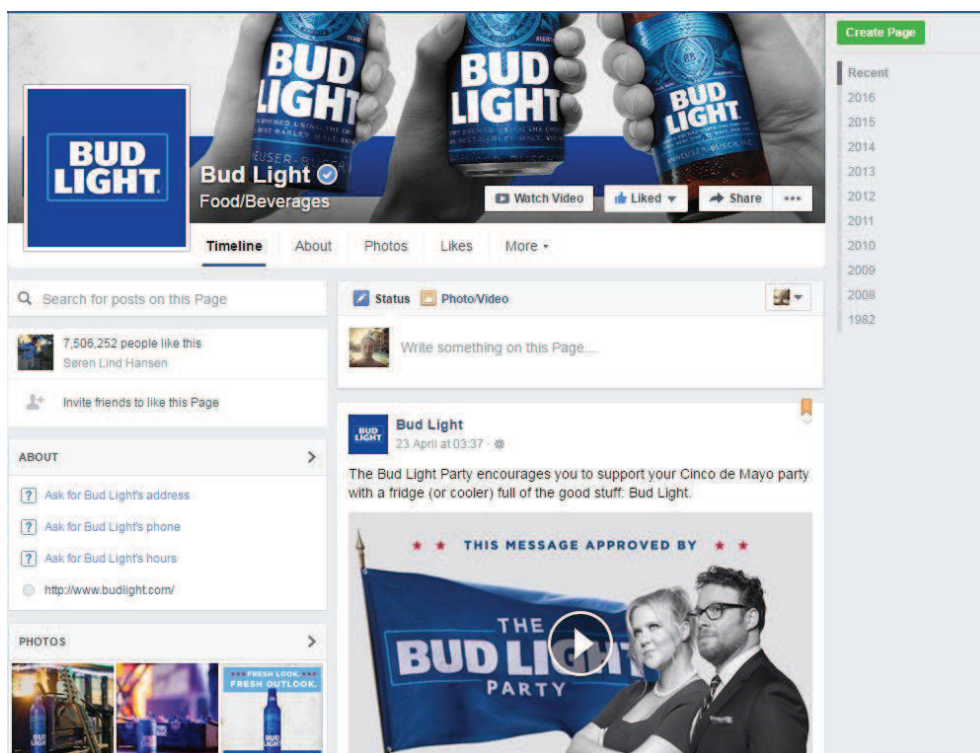 BUD
LIGHT
BUD
LIGHT
BUD
LIGHT
Create Page
Recent
2016
2015
2014
2013
2012
2011
2010
2009
2008
1982
BUD
LIGHT
Bud Light
Food/Beverages
Watch Video
Liked
Share
Timeline
About
Photos
Likes
More
Search for posts on this Page
7,506,252 people like this
Søren Lind Hansen
Invite friends to like this Page
ABOUT
Ask for Bud Light's address
Ask for Bud Light's phone
Ask for Bud Light's hours
http://www.budlight.com/
PHOTOS
FRESH LOOK.
FRESH OUTLOOK.
Status
Photo/Video
Write something on this Page...
BUD
LIGHT
Bud Light
23 April at 03:37
The Bud Light Party encourages you to support your Cinco de Mayo party
with a fridge (or cooler) full of the good stuff: Bud Light.
THIS MESSAGE APPROVED BY
THE
BUD LIGHT
PARTY